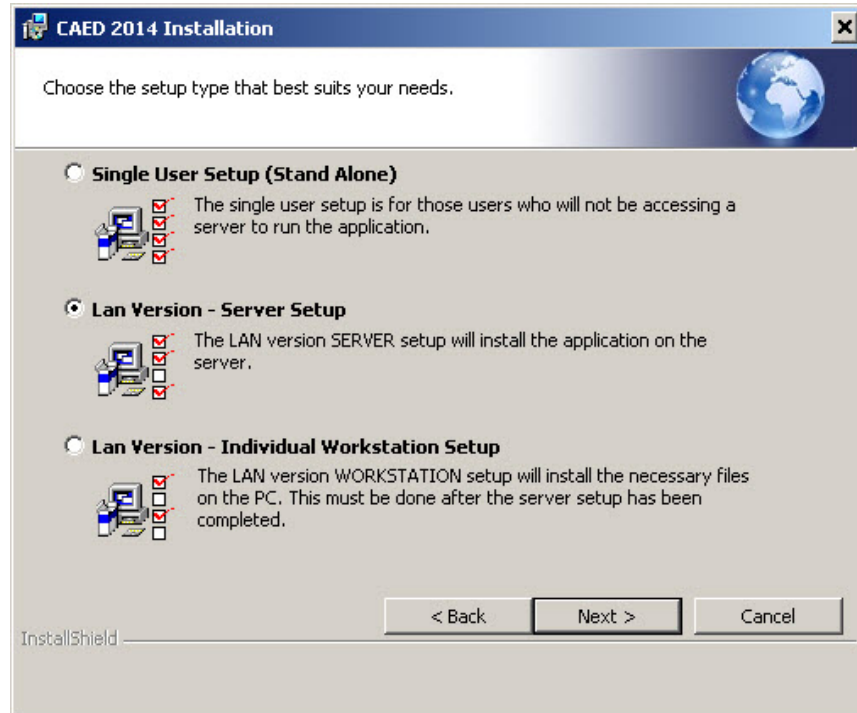 CAED 2014 Installation
Choose the setup type that best suits your needs.
Single User Setup (Stand Alone)
The single user setup is for those users who will not be accessing a
server to run the application.
Lan Version - Server Setup
The LAN version SERVER setup will install the application on the
server.
Lan Version - Individual Workstation Setup
The LAN version WORKSTATION setup will install the necessary files
on the PC. This must be done after the server setup has been
completed.
< Back Next > Cancel
InstallShield